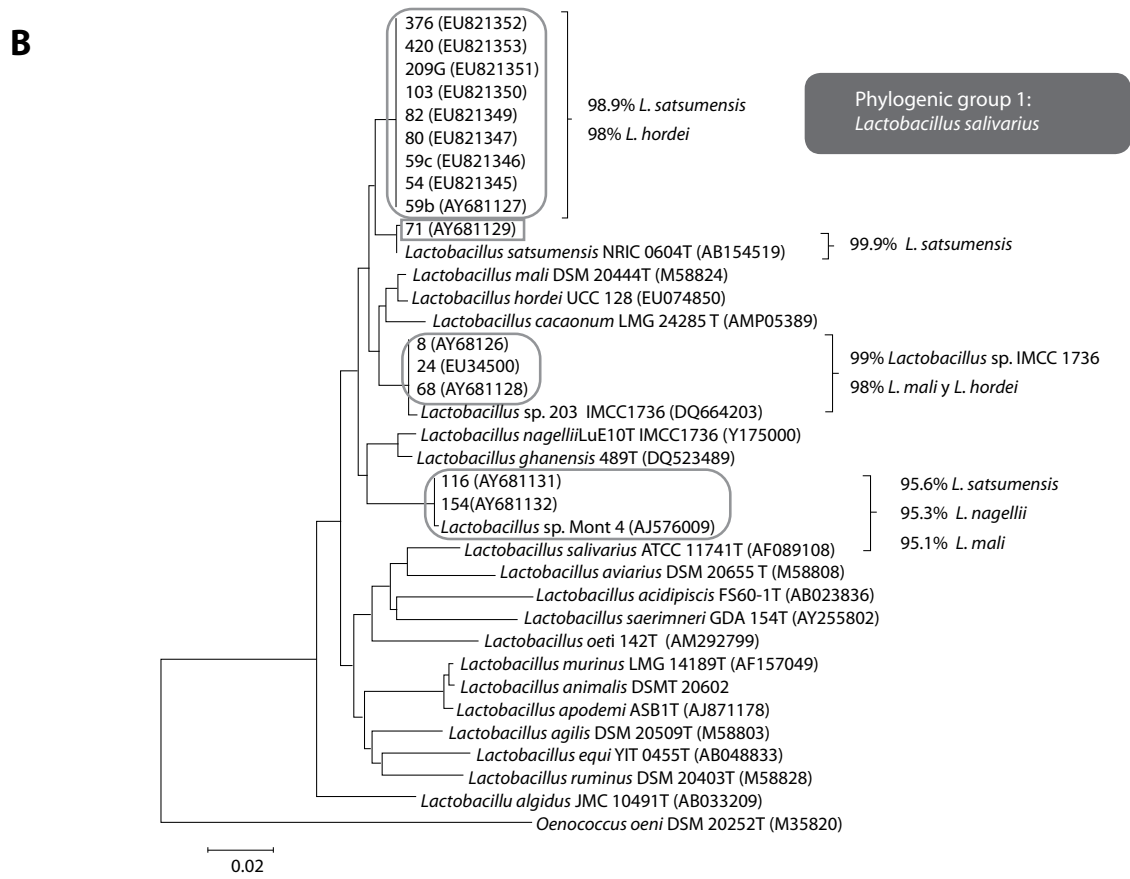 B
376 (EU821352)
420 (EU821353)
209G (EU821351)
103 (EU821350)
82 (EU821349)
80 (EU821347)
59c (EU821346)
54 (EU821345)
59b (AY681127)
98.9% L. satsumensis
98% L. hordei
Phylogenic group 1:
Lactobacillus salivarius
71 (AY681129)
Lactobacillus satsumensis NRIC 0604T (AB154519)
99.9% L. satsumensis
Lactobacillus mali DSM 20444T (M58824)
Lactobacillus hordei UCC 128 (EU074850)
Lactobacillus cacaonum LMG 24285 T (AMP05389)
8 (AY68126)
24 (EU34500)
68 (AY681128)
Lactobacillus sp. 203 IMCC1736 (DQ664203)
99% Lactobacillus sp. IMCC 1736
98% L. mali y L. hordei
Lactobacillus nagelliiLuE10T IMCC1736 (Y175000)
Lactobacillus ghanensis 489T (DQ523489)
116 (AY681131)
154(AY681132)
Lactobacillus sp. Mont 4 (AJ576009)
95.6% L. satsumensis
95.3% L. nagellii
95.1% L. mali
Lactobacillus salivarius ATCC 11741T (AF089108)
Lactobacillus aviarius DSM 20655 T (M58808)
Lactobacillus acidipiscis FS60-1T (AB023836)
Lactobacillus saerimneri GDA 154T (AY255802)
Lactobacillus oeti 142T (AM292799)
Lactobacillus murinus LMG 14189T (AF157049)
Lactobacillus animalis DSMT 20602
Lactobacillus apodemi ASB1T (AJ871178)
Lactobacillus agilis DSM 20509T (M58803)
Lactobacillus equi YIT 0455T (AB048833)
Lactobacillus ruminus DSM 20403T (M58828)
Lactobacillu algidus JMC 10491T (AB033209)
Oenococcus oeni DSM 20252T (M35820)
0.02